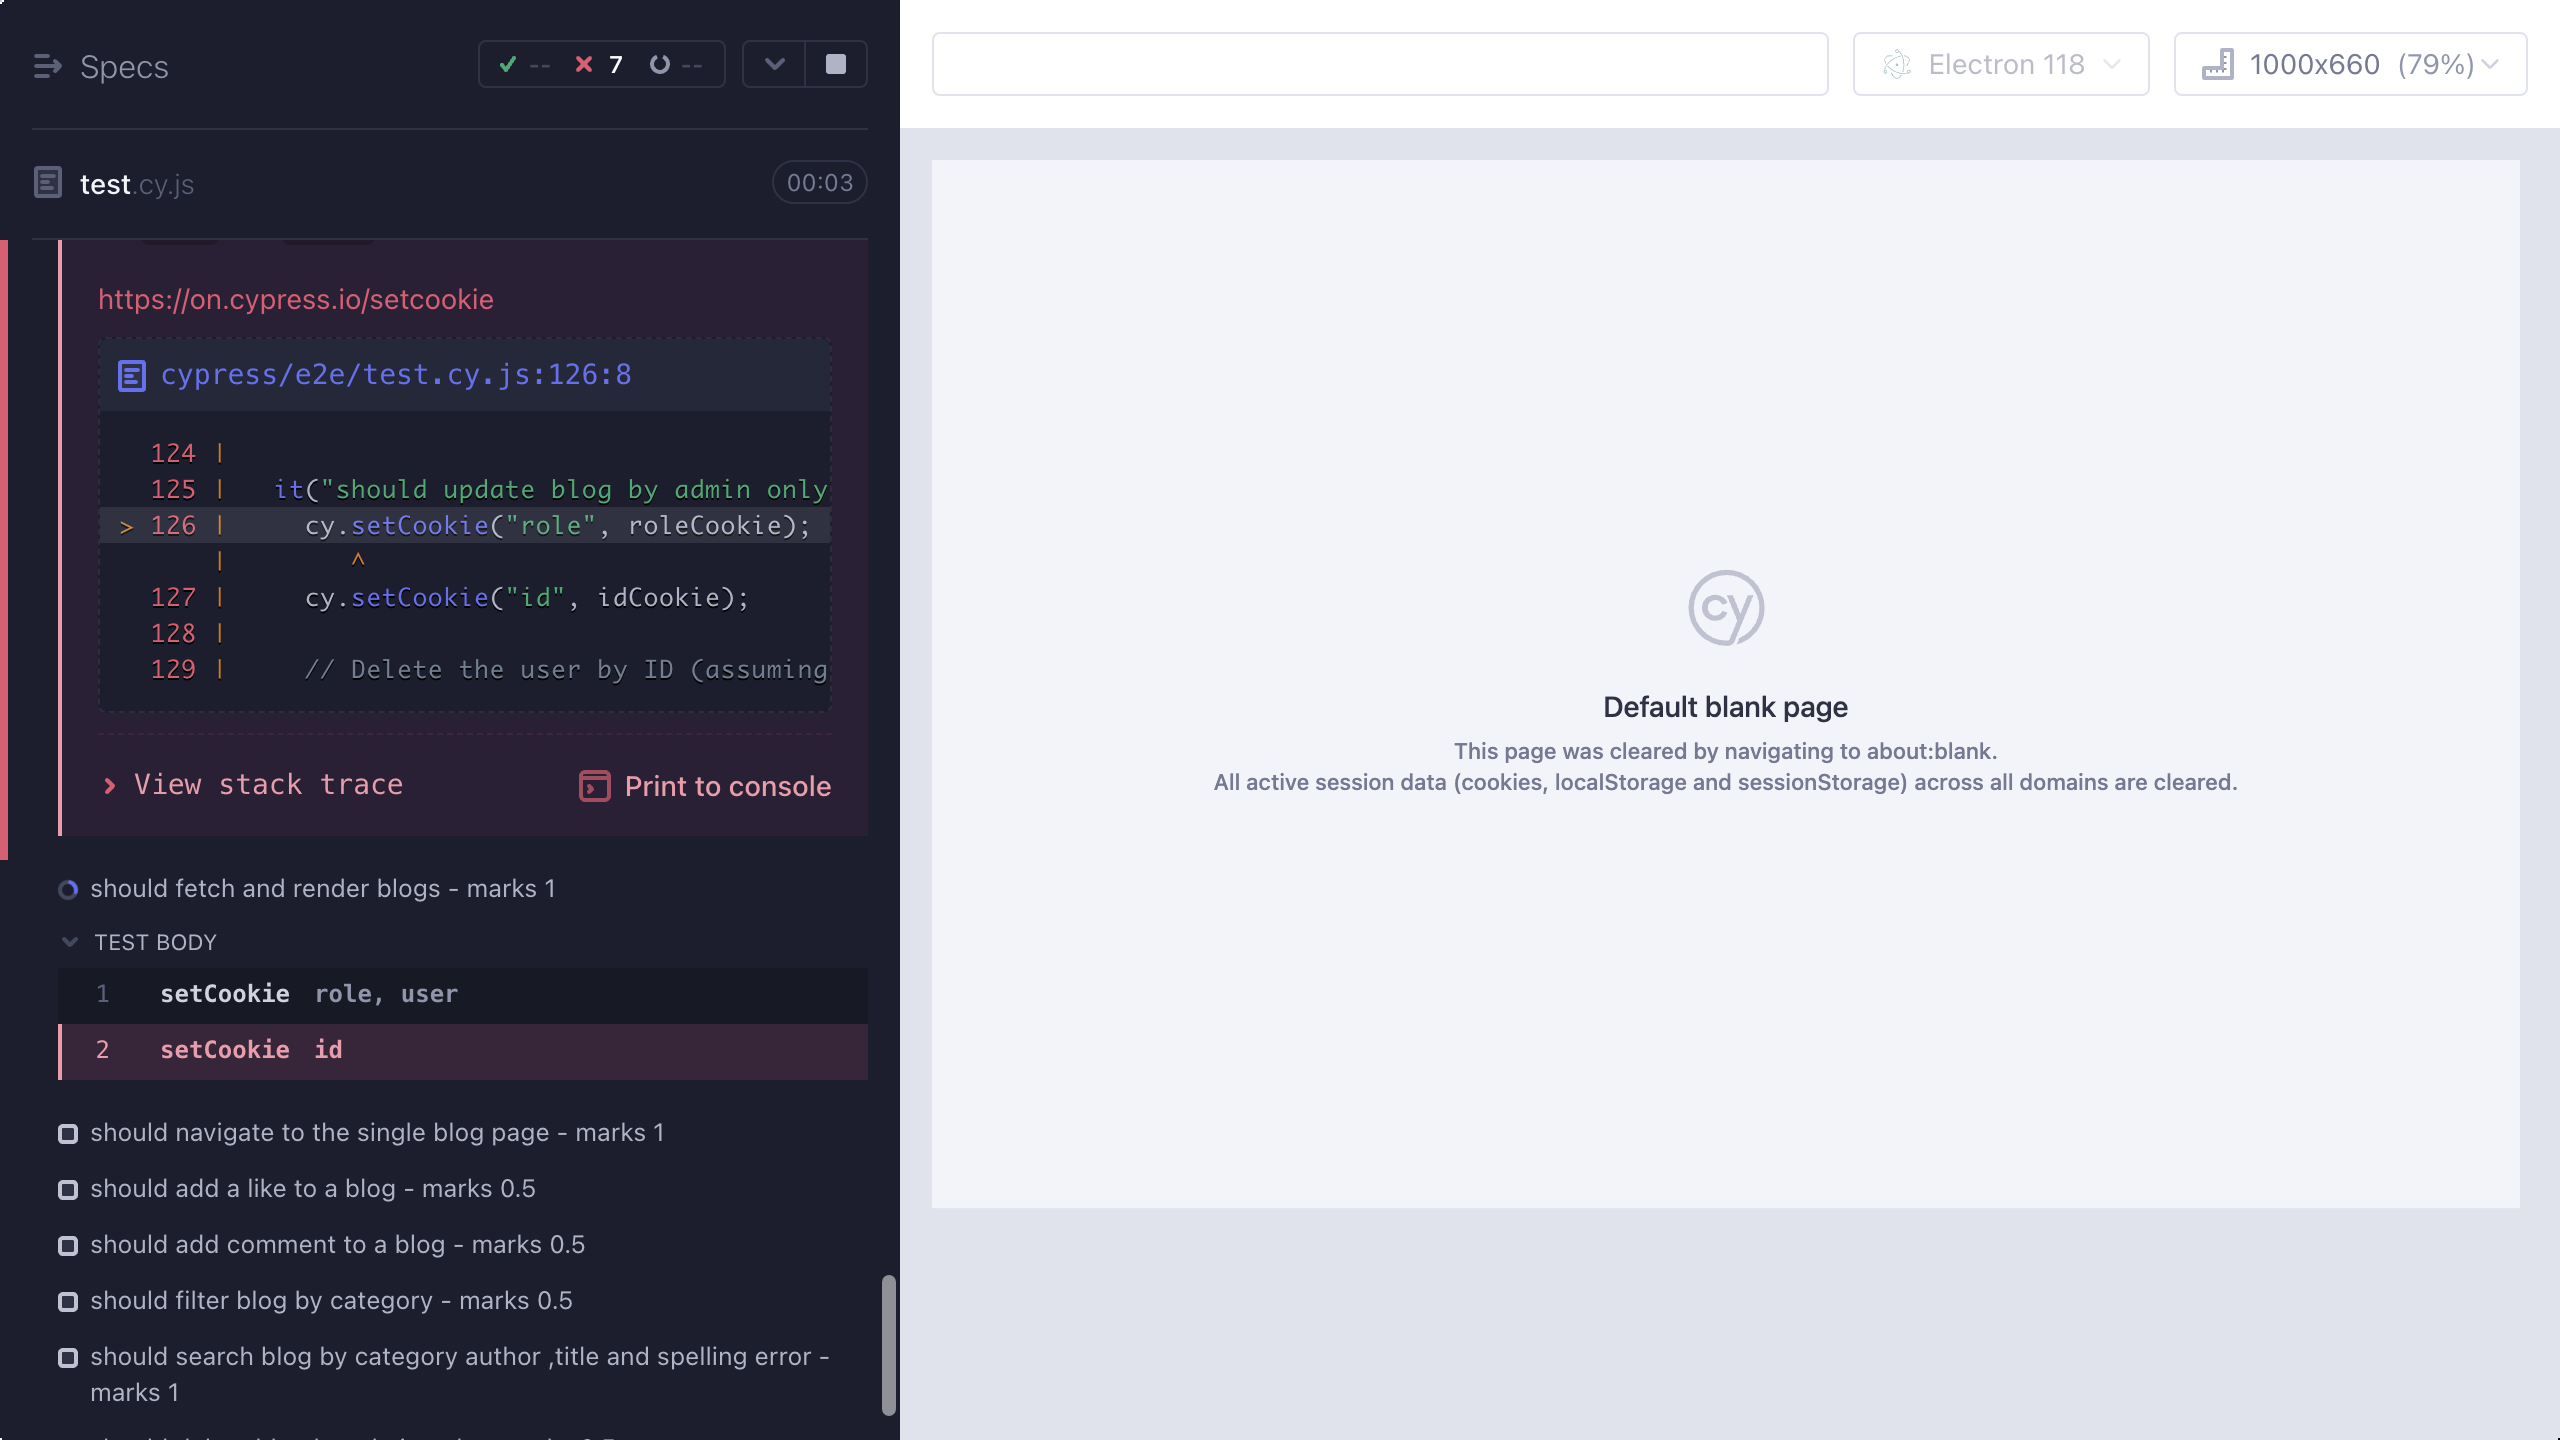 Specs
-- 7 --
test.cy.js 00:03
https://on.cypress.io/setcookie
cypress/e2e/test.cy.js:126:8
124 |
125 | it("should update blog by admin only
> 126 | cy.setCookie("role", roleCookie);
| ^
127 | cy.setCookie("id", idCookie);
128 |
129 | // Delete the user by ID (assuming
View stack trace
Print to console
should fetch and render blogs - marks 1
TEST BODY
1 setCookie role, user
2 setCookie id
should navigate to the single blog page - marks 1
should add a like to a blog - marks 0.5
should add comment to a blog - marks 0.5
should filter blog by category - marks 0.5
should search blog by category author ,title and spelling error -
marks 1
Electron 118
1000x660 (79%)
cy
Default blank page
This page was cleared by navigating to about:blank.
All active session data (cookies, localStorage and sessionStorage) across all domains are cleared.